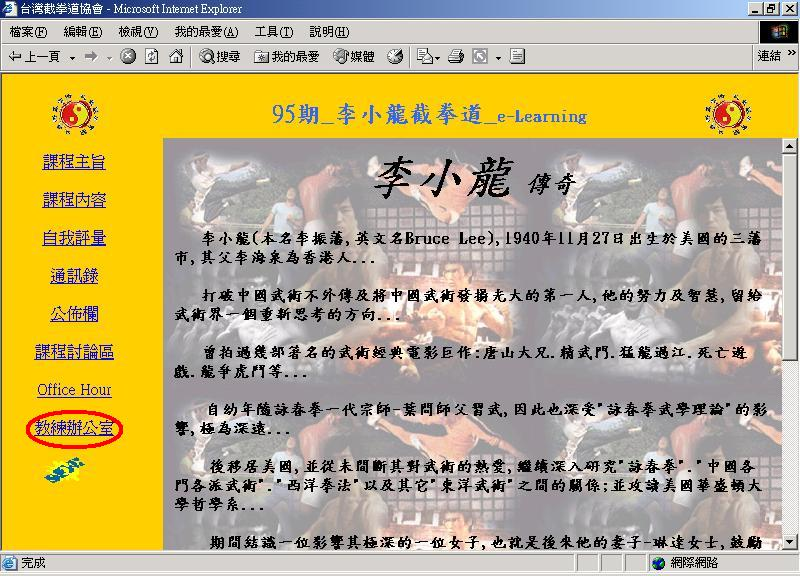 台灣截拳道協會 - Microsoft Internet Explorer
檔案(F) 編輯(E) 檢視(V) 我的最愛(A) 工具(T) 說明(H)
上一頁 搜尋 我的最愛 媒體 連結 »
95期_李小龍截拳道_e-Learning
課程主旨
課程內容
自我評量
通訊錄
公佈欄
課程討論區
Office Hour
教練辦公室
李小龍 傳奇
李小龍(本名李振藩,英文名Bruce Lee),1940年11月27日出生於美國的三藩
市,其父李海泉為香港人...
打破中國武術不外傳及將中國武術發揚光大的第一人,他的努力及智慧,留給
武術界一個重新思考的方向...
曾拍過幾部著名的武術經典電影巨作:唐山大兄.精武門.猛龍過江.死亡遊
戲.龍爭虎鬥等...
自幼年隨詠春拳一代宗師-葉問師父習武,因此也深受"詠春拳武學理論"的影
響,極為深遠...
後移居美國,並從未間斷其對武術的熱愛,繼續深入研究"詠春拳"."中國各
門各派武術"."西洋拳法"以及其它"東洋武術"之間的關係;並攻讀美國華盛頓大
學哲學系...
期間結識一位影響其極深的一位女子,也就是後來他的妻子-琳達女士,鼓勵
完成 網際網路